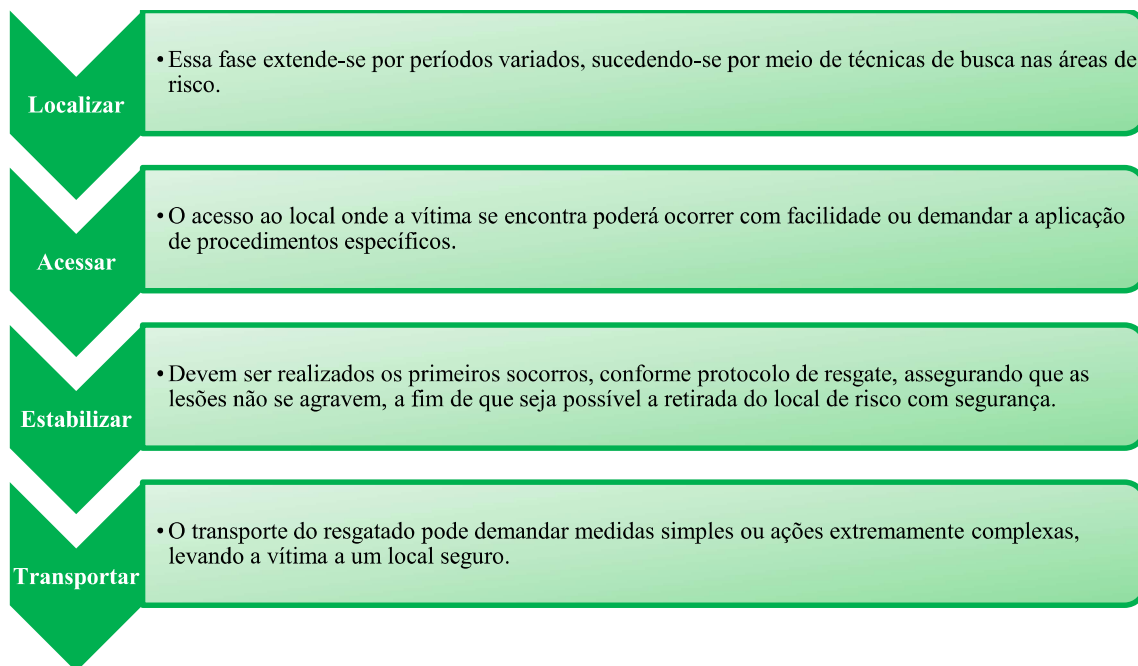 Localizar
• Essa fase extende-se por períodos variados, sucedendo-se por meio de técnicas de busca nas áreas de
risco.
Acessar
• O acesso ao local onde a vítima se encontra poderá ocorrer com facilidade ou demandar a aplicação
de procedimentos específicos.
Estabilizar
• Devem ser realizados os primeiros socorros, conforme protocolo de resgate, assegurando que as
lesões não se agravem, a fim de que seja possível a retirada do local de risco com segurança.
Transportar
• O transporte do resgatado pode demandar medidas simples ou ações extremamente complexas,
levando a vítima a um local seguro.